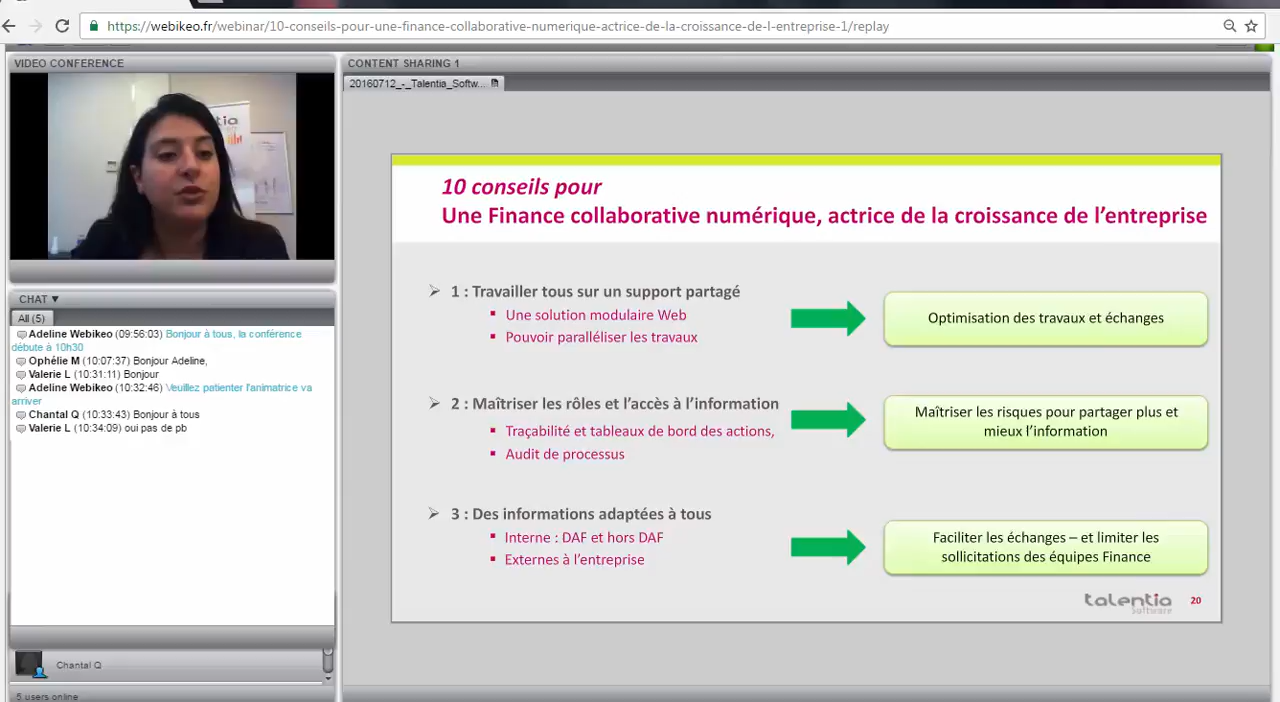 https://webikeo.fr/webinar/10-conseils-pour-une-finance-collaborative-numerique-actrice-de-la-croissance-de-l-entreprise-1/replay
VIDEO CONFERENCE
tia
CHAT ▼
All (5)
Adeline Webikeo (09:56:03) Bonjour à tous, la conférence
débute à 10h30
Ophélie M (10:07:37) Bonjour Adeline,
Valerie L (10:31:11) Bonjour
Adeline Webikeo (10:32:46) Veuillez patienter l'animatrice va
arriver
Chantal Q (10:33:43) Bonjour à tous
Valerie L (10:34:09) oui pas de pb
Chantal Q
5 users online
CONTENT SHARING 1
20160712_-_Talentia_Softw...
10 conseils pour
Une Finance collaborative numérique, actrice de la croissance de l’entreprise
1 : Travailler tous sur un support partagé
Une solution modulaire Web
Pouvoir paralléliser les travaux
Optimisation des travaux et échanges
2 : Maîtriser les rôles et l’accès à l’information
Traçabilité et tableaux de bord des actions,
Audit de processus
Maîtriser les risques pour partager plus et
mieux l’information
3 : Des informations adaptées à tous
Interne : DAF et hors DAF
Externes à l’entreprise
Faciliter les échanges – et limiter les
sollicitations des équipes Finance
talentia
software
20